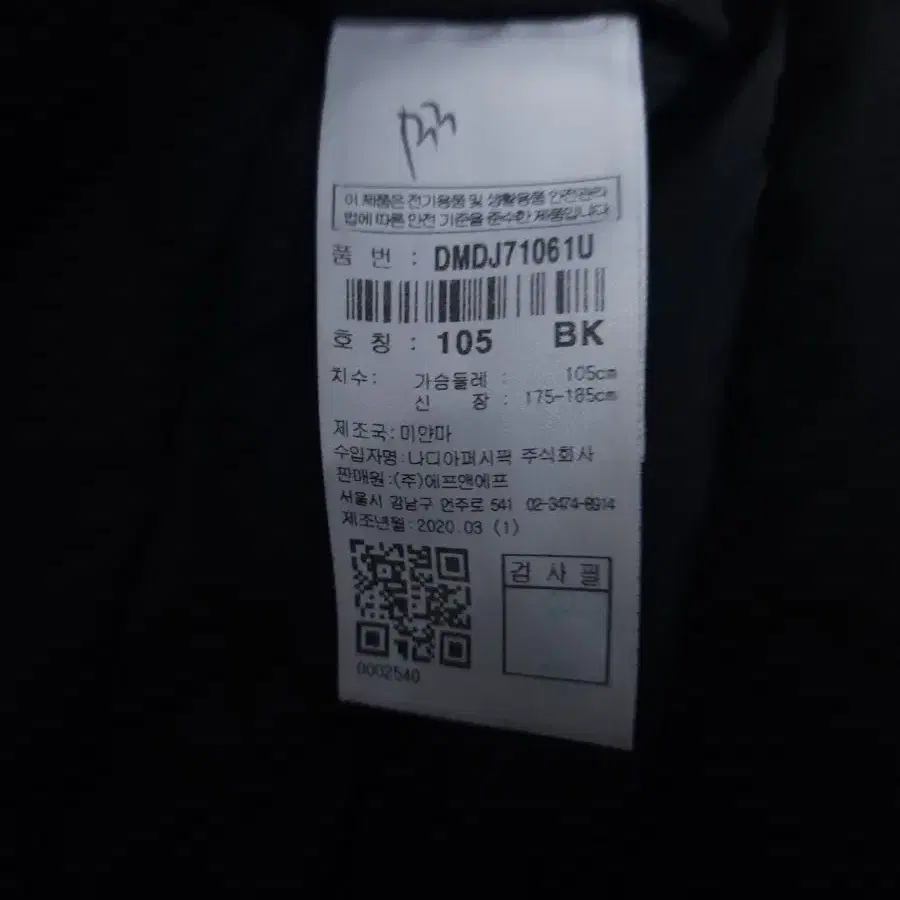 이 제품은 전기용품 및 생활용품 안전관리
법에 따른 안전 기준을 준수한 제품입니다
품 번 : DMDJ71061U
호 칭 : 105 BK
치수: 가슴둘레 : 105cm
신 장 : 175-185cm
제조국:미얀마
수입자명:나디아퍼시픽 주식회사
판매원:(주)에프앤에프
서울시 강남구 언주로 541 02-3474-8914
제조년월:2020.03 (1)
검 사 필
0002540